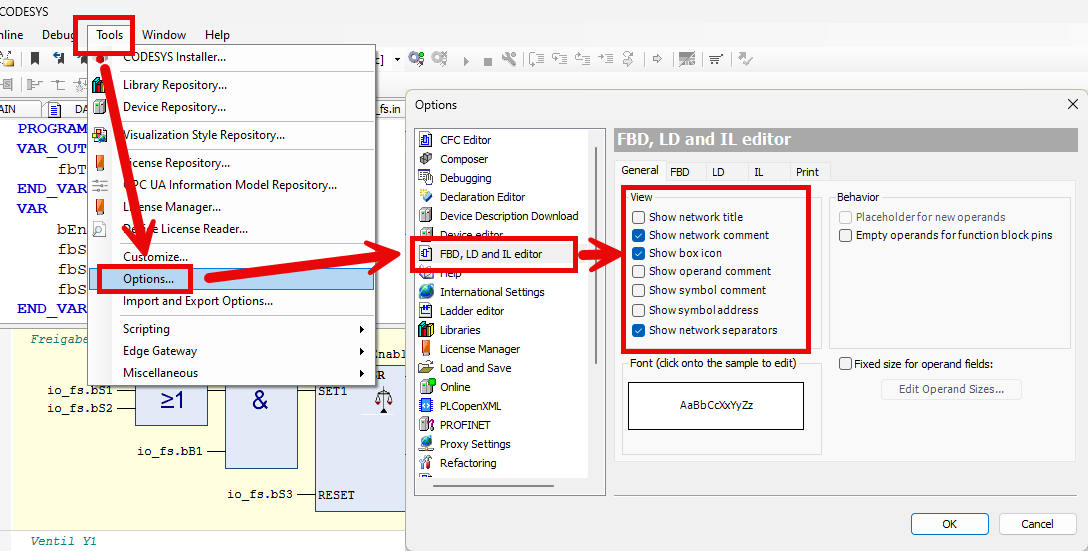 CODESYS
nline Debug Tools Window Help
CODESYS Installer...
Library Repository...
Device Repository...
Visualization Style Repository...
License Repository...
OPC UA Information Model Repository...
License Manager...
Device License Reader...
Customize...
Options...
Import and Export Options...
Scripting
Edge Gateway
Miscellaneous
AIN
DA
_fs.in
PROGRAM
VAR_OUT
fbT
END_VAR
VAR
bEn
fbS
fbS
fbS
END_VAR
Freigabe
Enabl
R
io_fs.bS1
io_fs.bS2
≥1
&
SET1
io_fs.bB1
io_fs.bS3
RESET
Ventil Y1
Options
CFC Editor
Composer
Debugging
Declaration Editor
Device Description Download
Device editor
FBD, LD and IL editor
Help
International Settings
Ladder editor
Libraries
License Manager
Load and Save
Online
PLCopenXML
PROFINET
Proxy Settings
Refactoring
FBD, LD and IL editor
General FBD LD IL Print
View
Show network title
Show network comment
Show box icon
Show operand comment
Show symbol comment
Show symbol address
Show network separators
Behavior
Placeholder for new operands
Empty operands for function block pins
Font (click onto the sample to edit)
AaBbCcXxYyZz
Fixed size for operand fields:
Edit Operand Sizes...
OK
Cancel